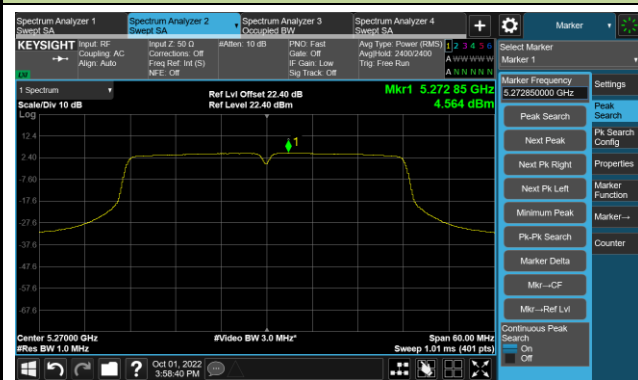 Spectrum Analyzer 1
Swept SA
Spectrum Analyzer 2
Swept SA
Spectrum Analyzer 3
Occupied BW
Spectrum Analyzer 4
Swept SA
+
Marker
KEYSIGHT
Input: RF
Coupling: AC
Align: Auto
Input Z: 50 Ω
Corrections: Off
Freq Ref: Int (S)
NFE: Off
#Atten: 10 dB
PNO: Fast
Gate: Off
IF Gain: Low
Sig Track: Off
Avg Type: Power (RMS)
Avg|Hold: 2400/2400
Trig: Free Run
1 2 3 4 5 6
A W W W W W
A N N N N N
LVI
Select Marker
Marker 1
1 Spectrum
Scale/Div 10 dB
Log
Ref Lvl Offset 22.40 dB
Ref Level 22.40 dBm
Mkr1 5.272 85 GHz
4.564 dBm
1
12.4
2.40
-7.60
-17.6
-27.6
-37.6
-47.6
-57.6
-67.6
Center 5.27000 GHz
#Res BW 1.0 MHz
#Video BW 3.0 MHz*
Span 60.00 MHz
Sweep 1.01 ms (401 pts)
Marker Frequency
5.272850000 GHz
Peak Search
Next Peak
Next Pk Right
Next Pk Left
Minimum Peak
Pk-Pk Search
Marker Delta
Mkr→CF
Mkr→Ref Lvl
Continuous Peak
Search
On
Off
Settings
Peak
Search
Pk Search
Config
Properties
Marker
Function
Marker→
Counter
?
Oct 01, 2022
3:58:40 PM